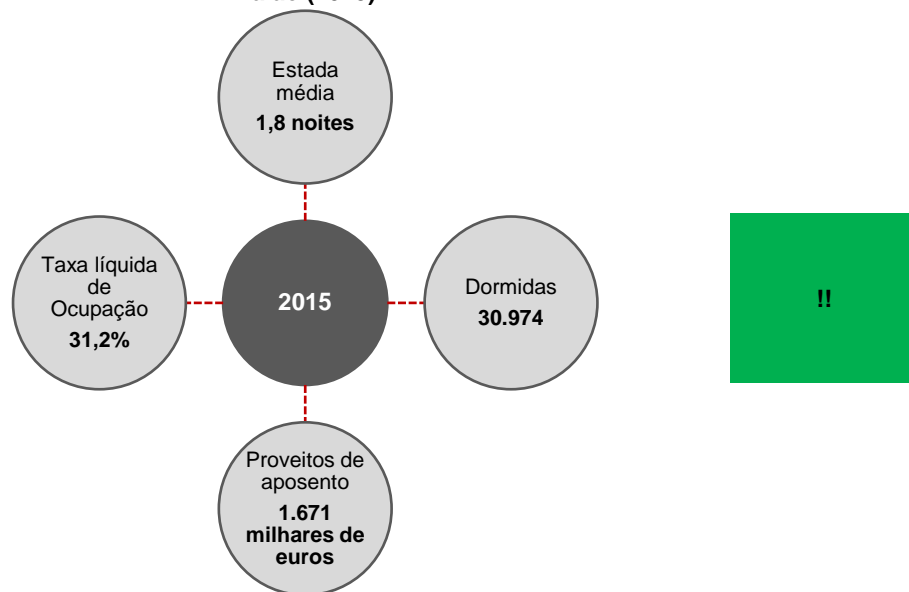 Estada
média
1,8 noites
Taxa líquida
de
Ocupação
31,2%
2015
Dormidas
30.974
!!
Proveitos de
aposento
1.671
milhares de
euros